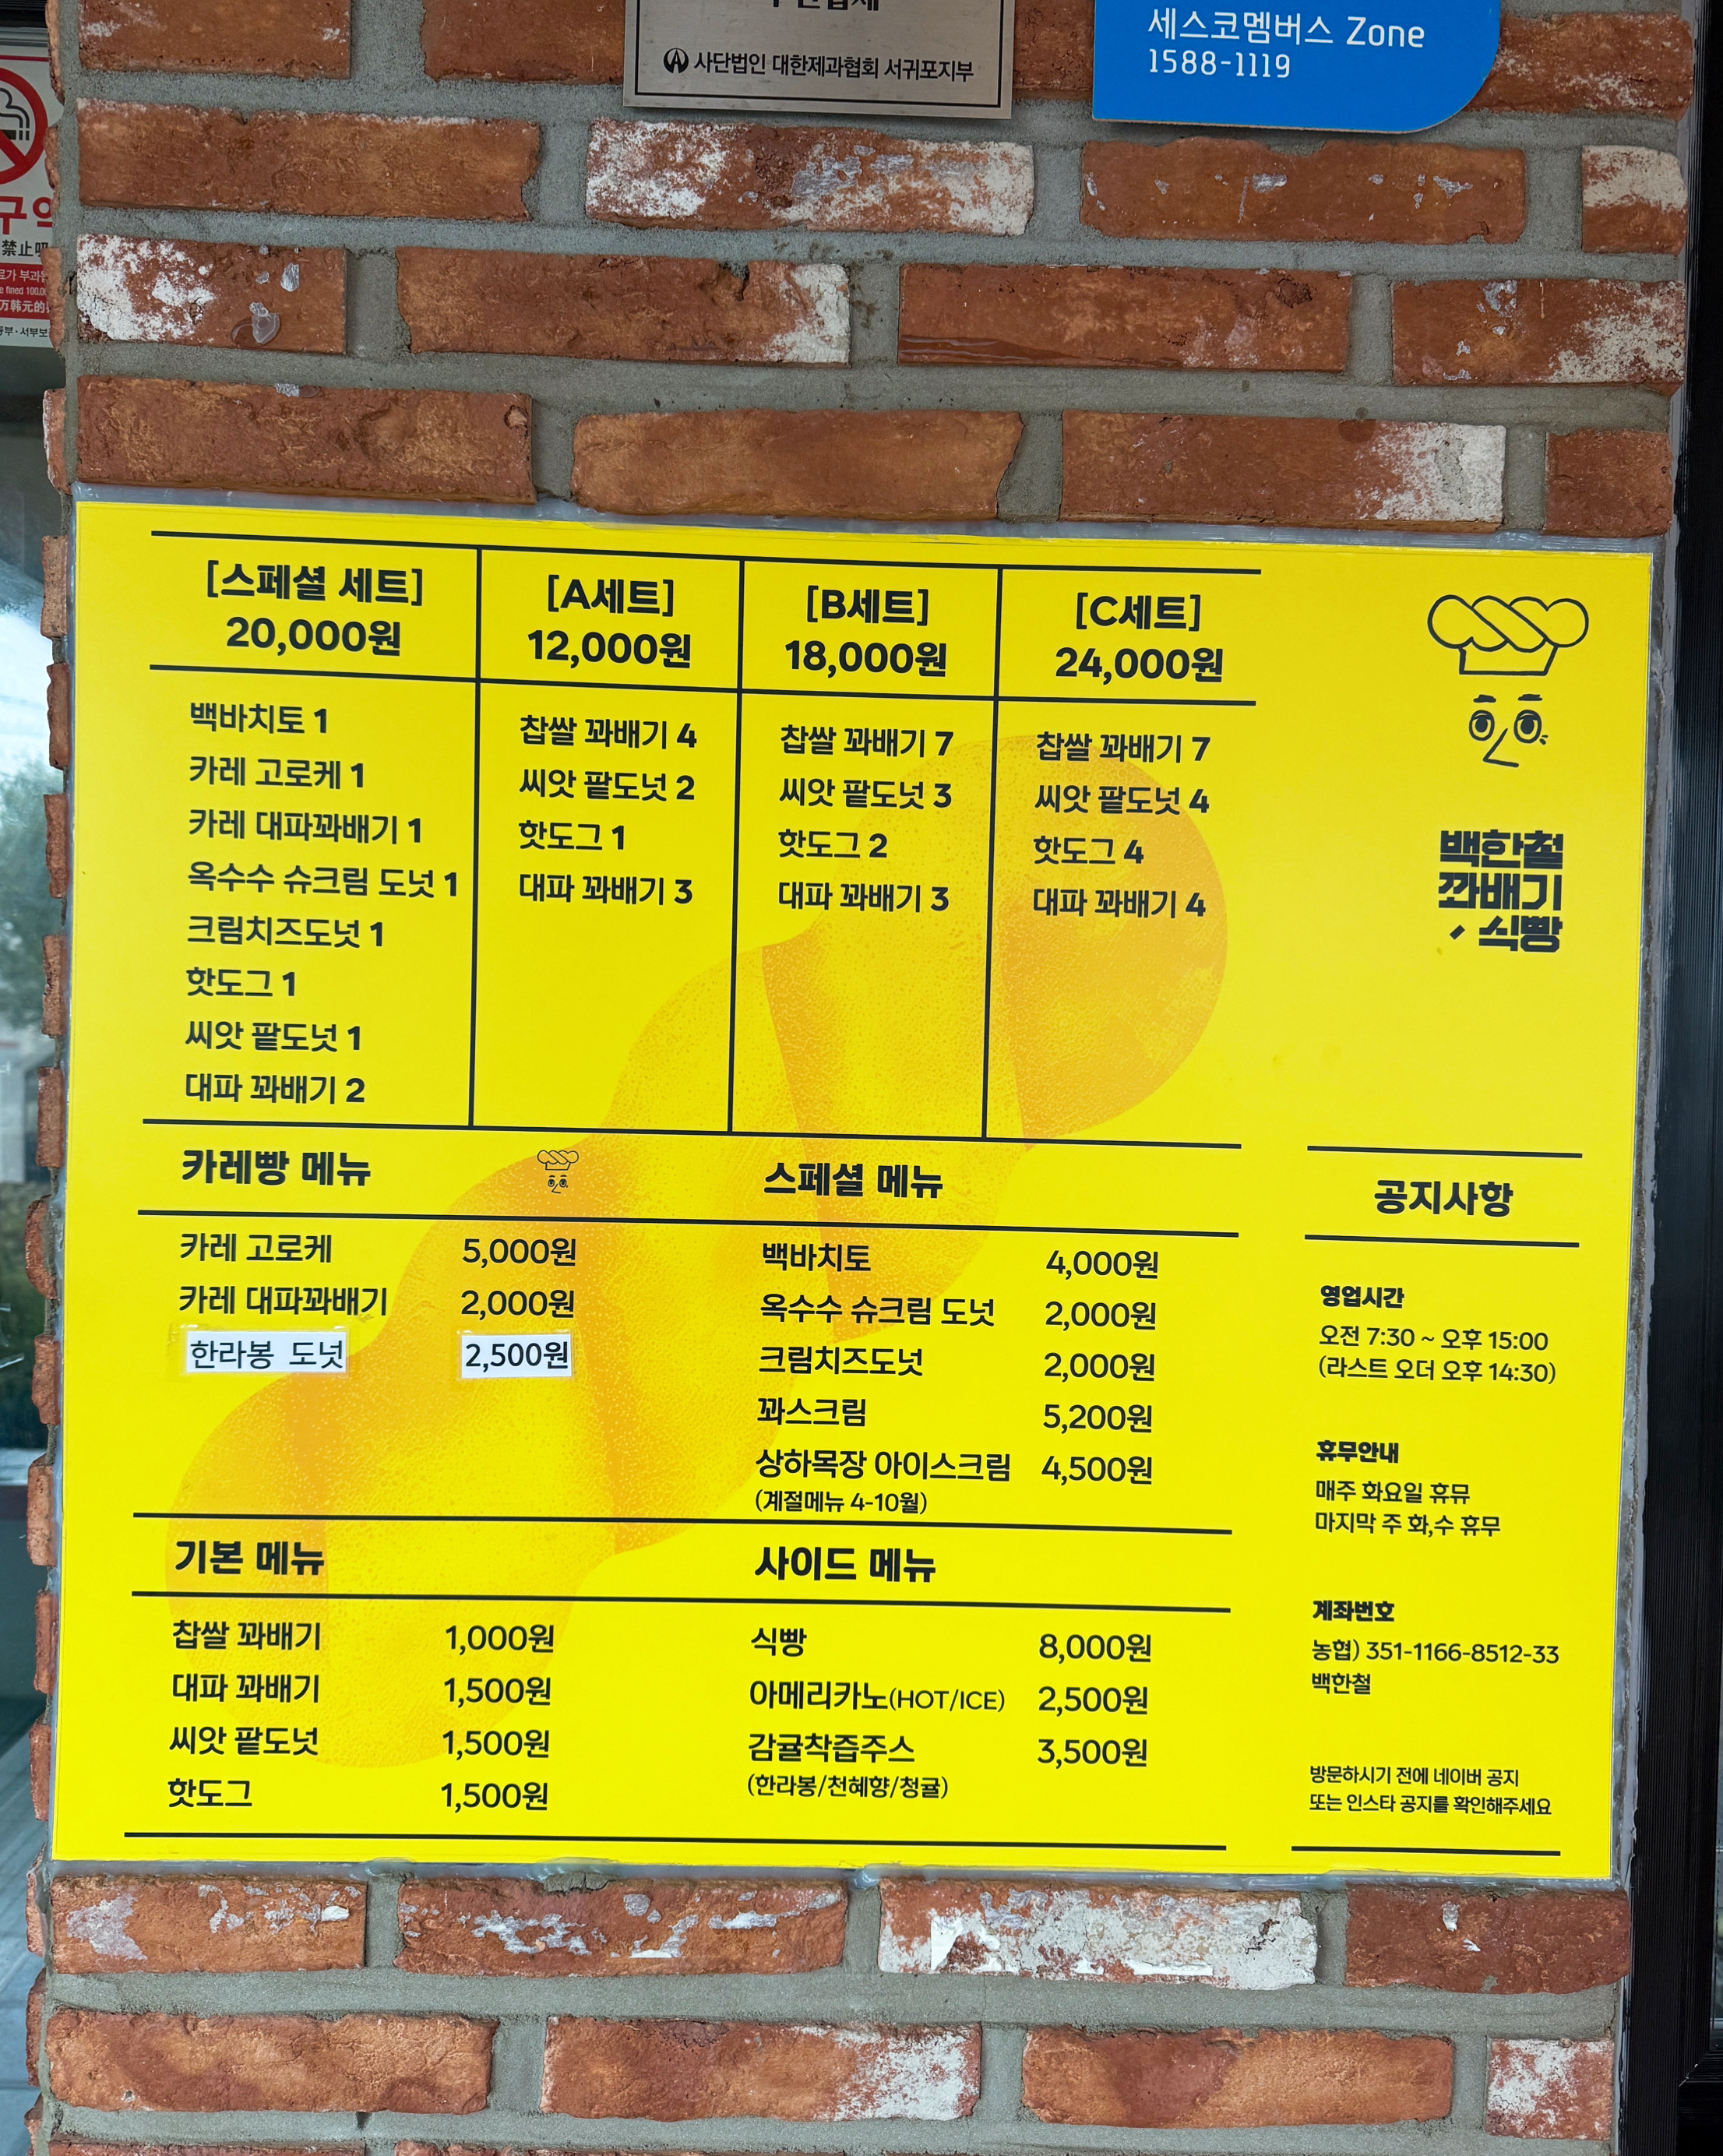 사단법인 대한제과협회 서귀포지부
세스코멤버스 Zone
1588-1119
禁止
[스페셜 세트]
20,000원
백바치토 1
카레 고로케 1
카레 대파꽈배기 1
옥수수 슈크림 도넛 1
크림치즈도넛 1
핫도그 1
씨앗 팥도넛 1
대파 꽈배기 2
[A세트]
12,000원
찹쌀 꽈배기 4
씨앗 팥도넛 2
핫도그 1
대파 꽈배기 3
[B세트]
18,000원
찹쌀 꽈배기 7
씨앗 팥도넛 3
핫도그 2
대파 꽈배기 3
[C세트]
24,000원
찹쌀 꽈배기 7
씨앗 팥도넛 4
핫도그 4
대파 꽈배기 4
백한철
꽈배기
식빵
카레빵 메뉴
카레 고로케 5,000원
카레 대파꽈배기 2,000원
한라봉 도넛 2,500원
스페셜 메뉴
백바치토 4,000원
옥수수 슈크림 도넛 2,000원
크림치즈도넛 2,000원
꽈스크림 5,200원
상하목장 아이스크림 4,500원
(계절메뉴 4-10월)
기본 메뉴
찹쌀 꽈배기 1,000원
대파 꽈배기 1,500원
씨앗 팥도넛 1,500원
핫도그 1,500원
사이드 메뉴
식빵 8,000원
아메리카노(HOT/ICE) 2,500원
감귤착즙주스 3,500원
(한라봉/천혜향/청귤)
공지사항
영업시간
오전 7:30 ~ 오후 15:00
(라스트 오더 오후 14:30)
휴무안내
매주 화요일 휴뮤
마지막 주 화,수 휴무
계좌번호
농협) 351-1166-8512-33
백한철
방문하시기 전에 네이버 공지
또는 인스타 공지를 확인해주세요